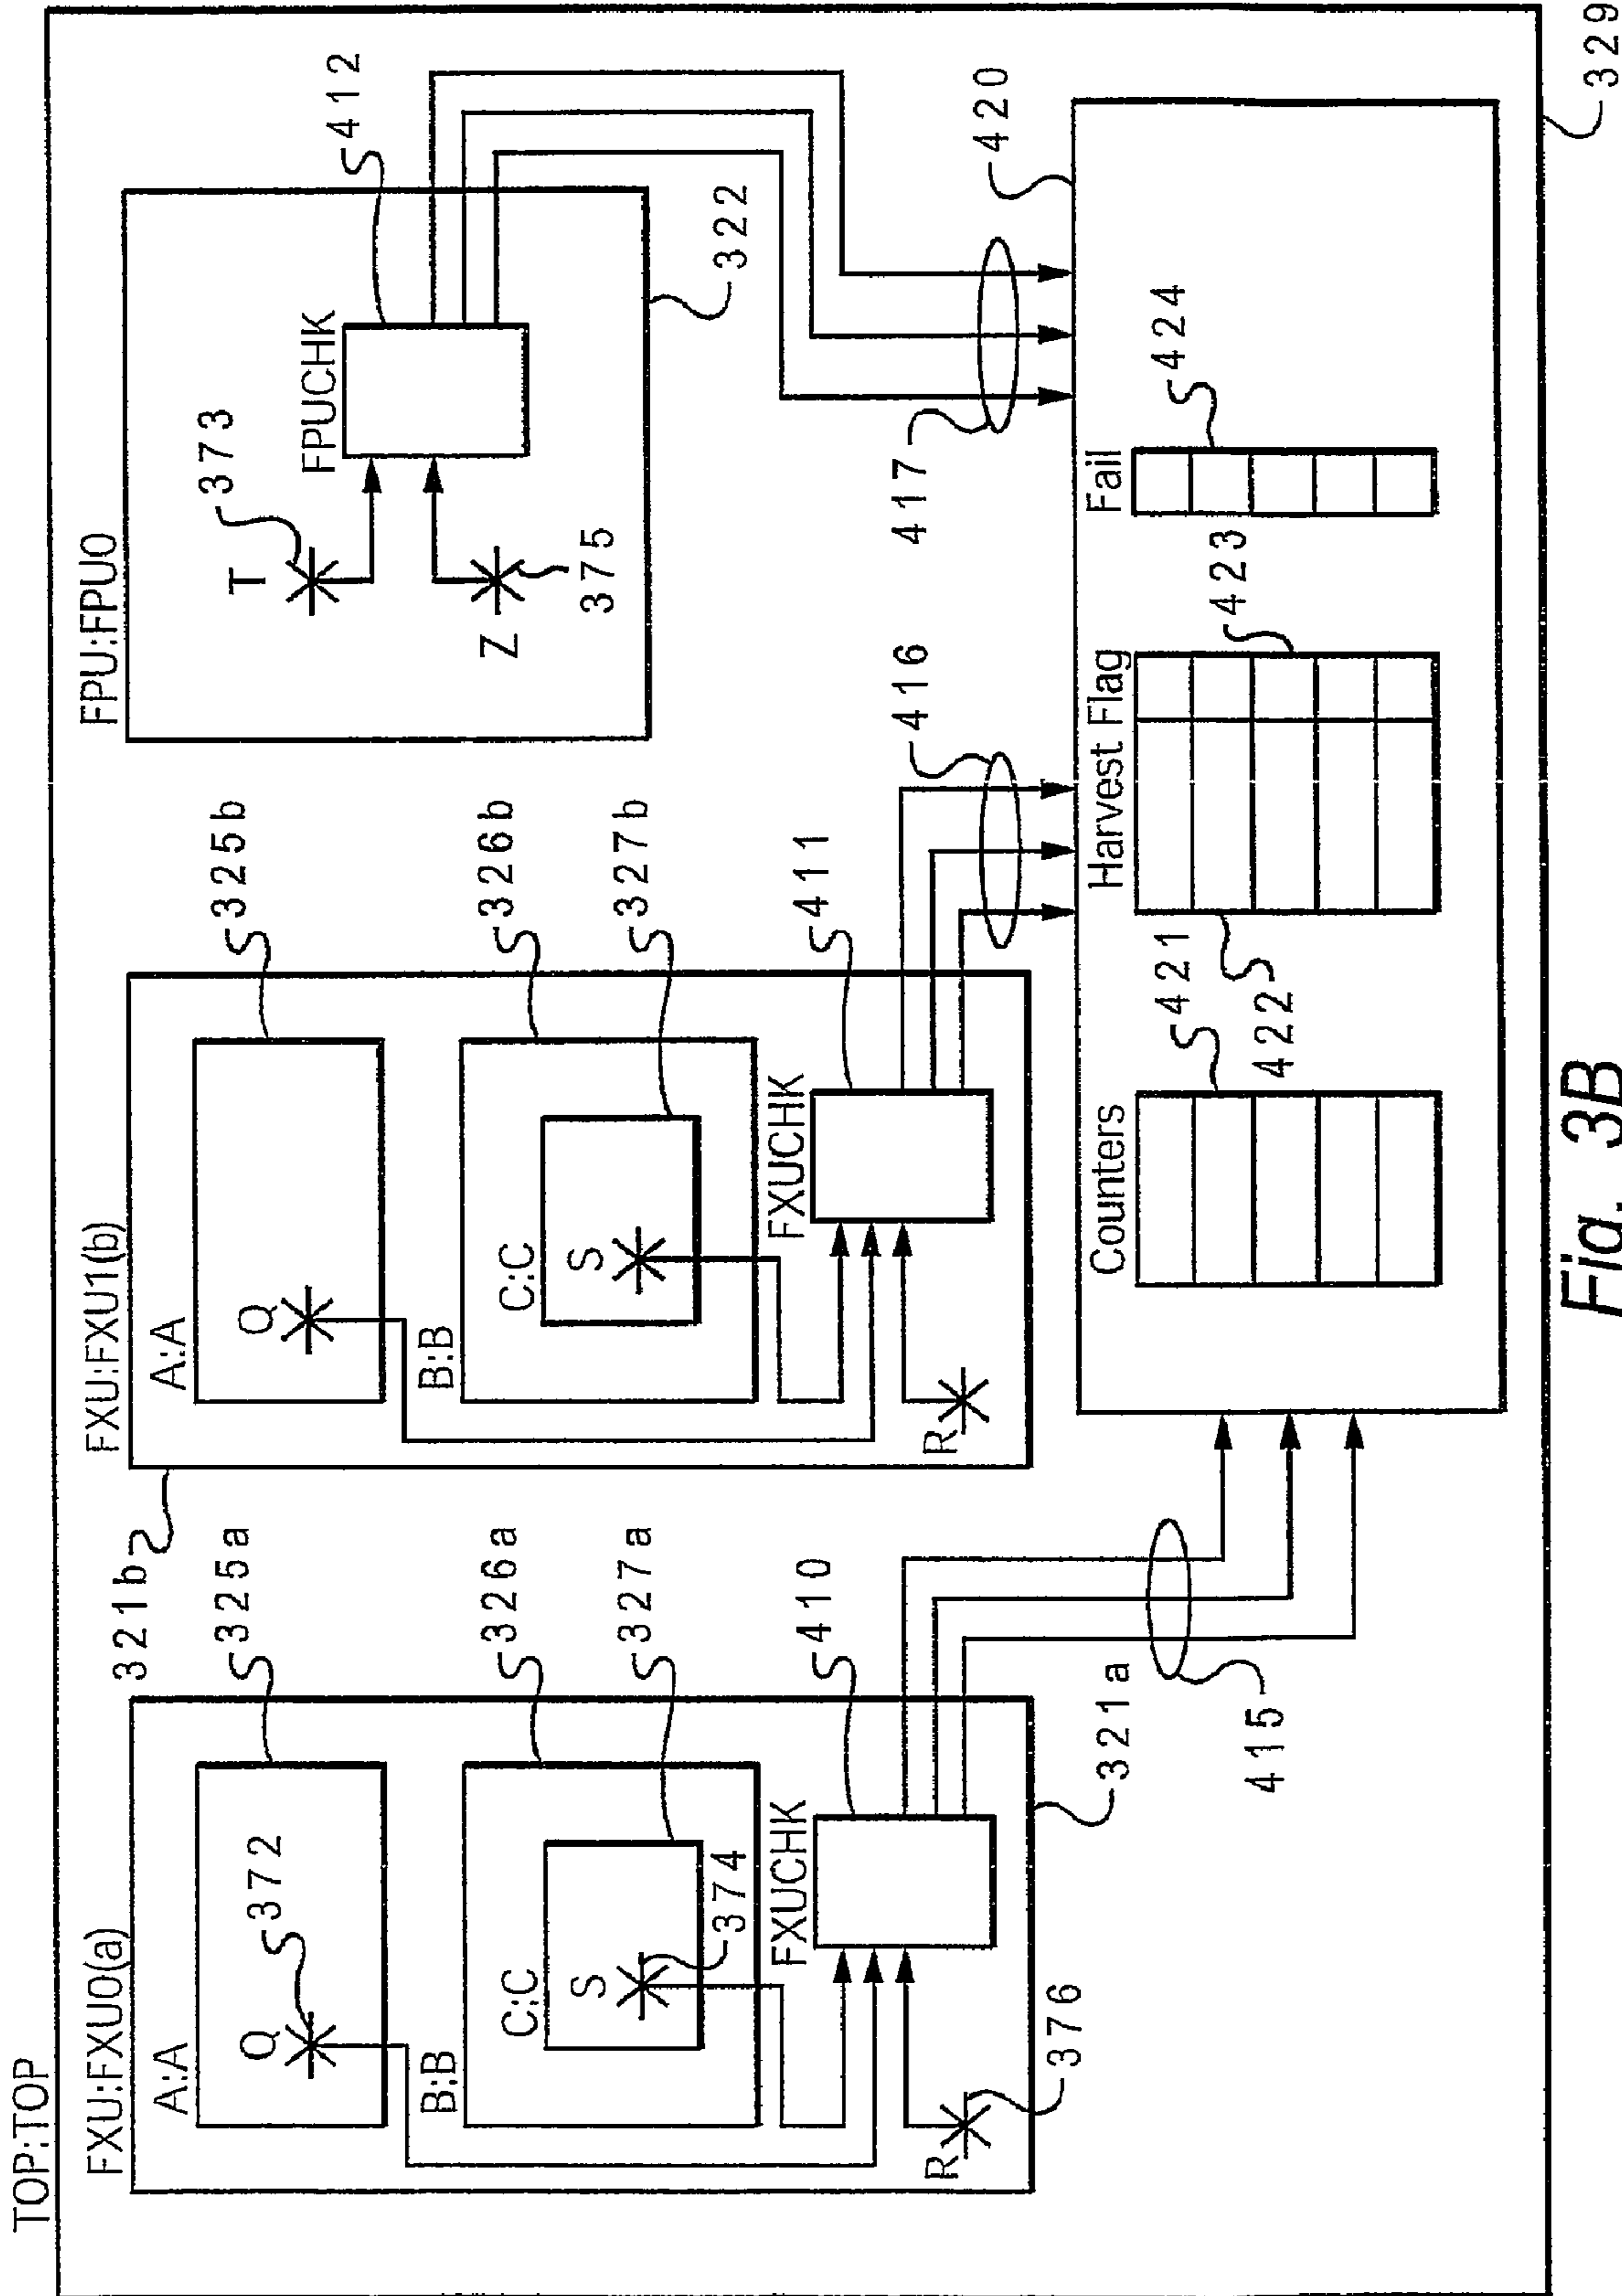 TOP:TOP
FXU:FXU0(a)
A:A
Q
372
325a
B:B
C:C
S
374
326a
327a
FXUCHK
410
R
376
321a
415
321b
FXU:FXU1(b)
A:A
Q
325b
B:B
C:C
S
326b
327b
FXUCHK
411
R
416
FPU:FPU0
T
373
Z
375
FPUCHK
412
322
417
420
Counters
421
422
Harvest Flag
423
Fail
424
329
Fig. 3B